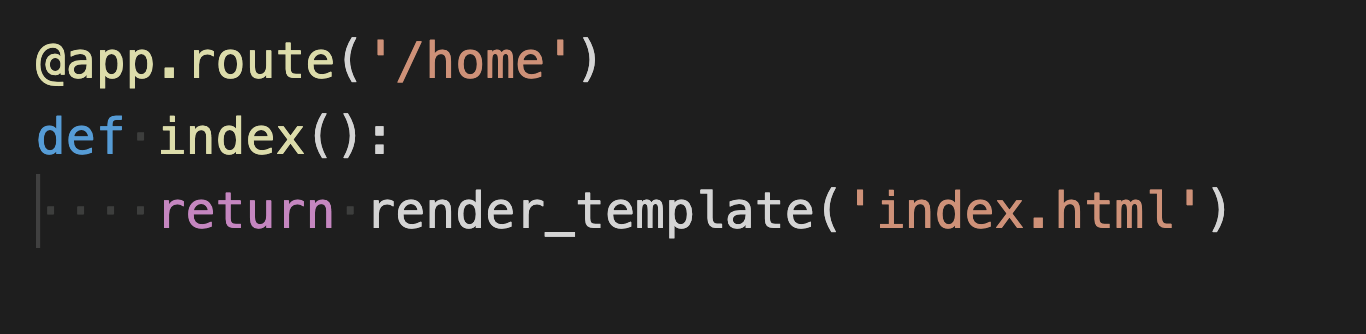 @app.route('/home')
def index():
    return render_template('index.html')